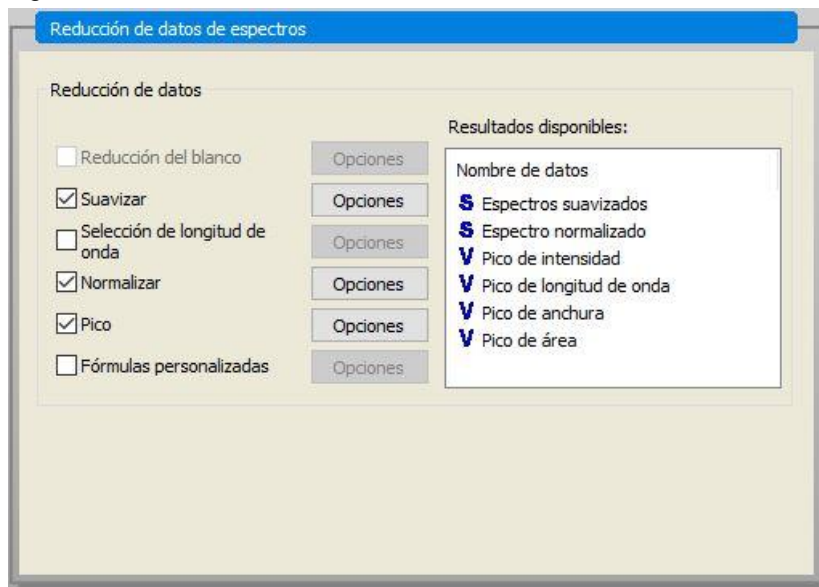 Reducción de datos de espectros
Reducción de datos
Resultados disponibles:
Reducción del blanco
Opciones
Nombre de datos
Suavizar
Opciones
S Espectros suavizados
Selección de longitud de
onda
Opciones
S Espectro normalizado
V Pico de intensidad
Normalizar
Opciones
V Pico de longitud de onda
Pico
Opciones
V Pico de anchura
V Pico de área
Fórmulas personalizadas
Opciones